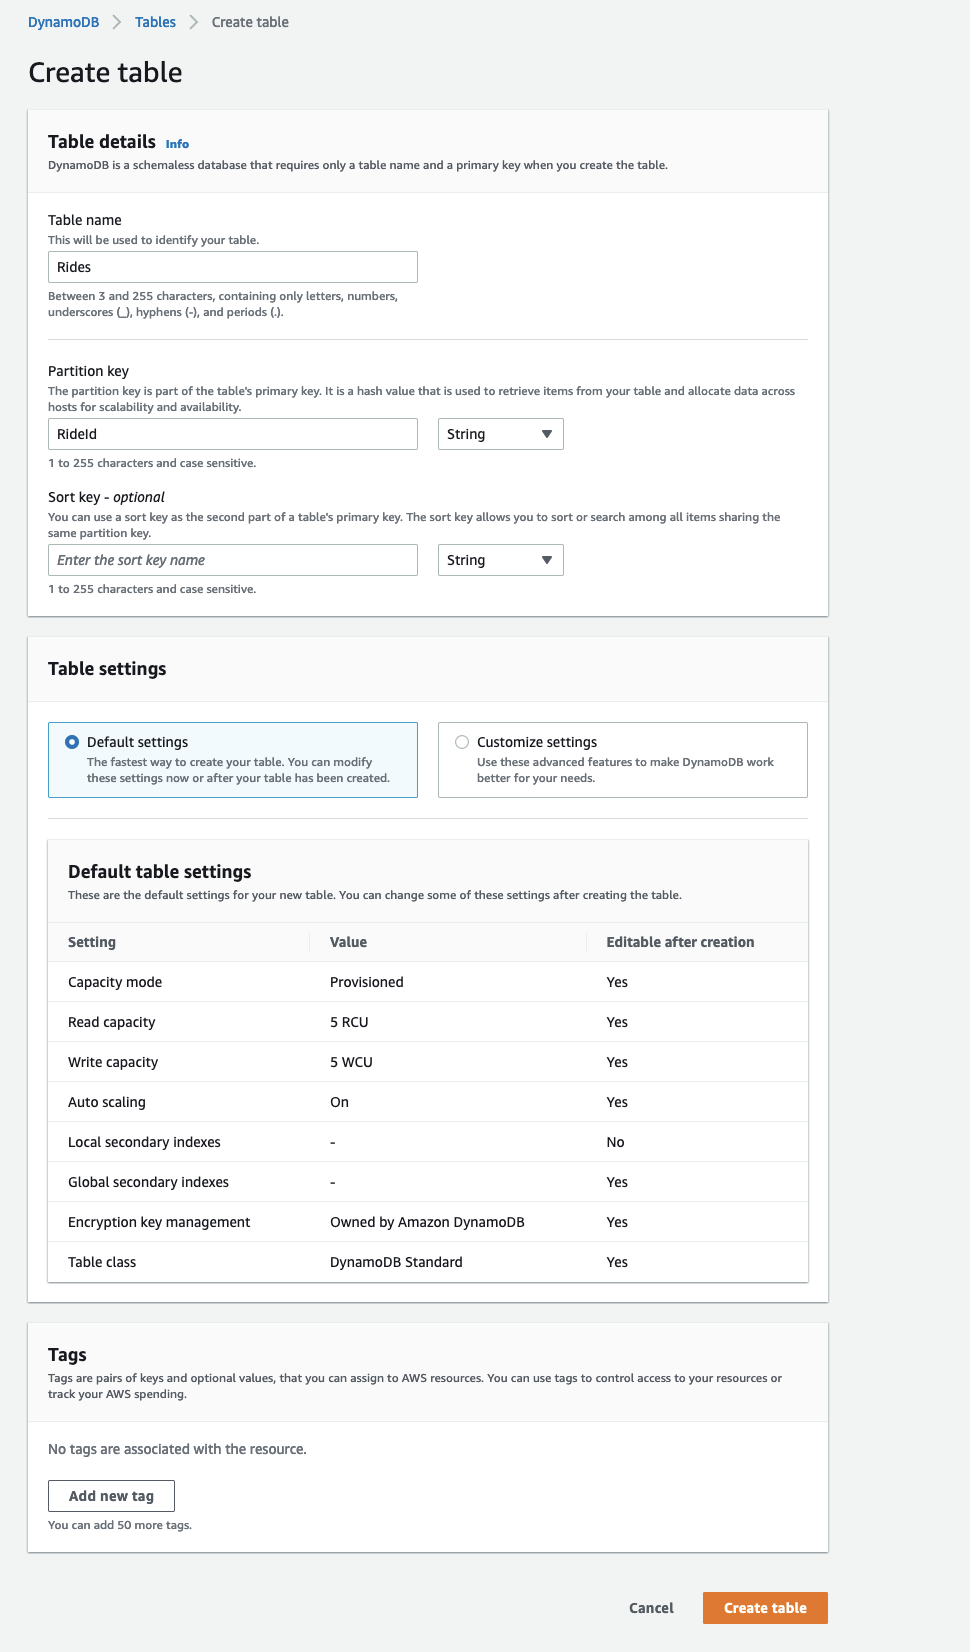 DynamoDB > Tables > Create table
Create table
Table details Info
DynamoDB is a schemaless database that requires only a table name and a primary key when you create the table.
Table name
This will be used to identify your table.
Rides
Between 3 and 255 characters, containing only letters, numbers,
underscores (_), hyphens (-), and periods (.).
Partition key
The partition key is part of the table's primary key. It is a hash value that is used to retrieve items from your table and allocate data across
hosts for scalability and availability.
RideId String
1 to 255 characters and case sensitive.
Sort key - optional
You can use a sort key as the second part of a table's primary key. The sort key allows you to sort or search among all items sharing the
same partition key.
Enter the sort key name String
1 to 255 characters and case sensitive.
Table settings
Default settings
The fastest way to create your table. You can modify
these settings now or after your table has been created.
Customize settings
Use these advanced features to make DynamoDB work
better for your needs.
Default table settings
These are the default settings for your new table. You can change some of these settings after creating the table.
Setting Value Editable after creation
Capacity mode Provisioned Yes
Read capacity 5 RCU Yes
Write capacity 5 WCU Yes
Auto scaling On Yes
Local secondary indexes - No
Global secondary indexes - Yes
Encryption key management Owned by Amazon DynamoDB Yes
Table class DynamoDB Standard Yes
Tags
Tags are pairs of keys and optional values, that you can assign to AWS resources. You can use tags to control access to your resources or
track your AWS spending.
No tags are associated with the resource.
Add new tag
You can add 50 more tags.
Cancel Create table